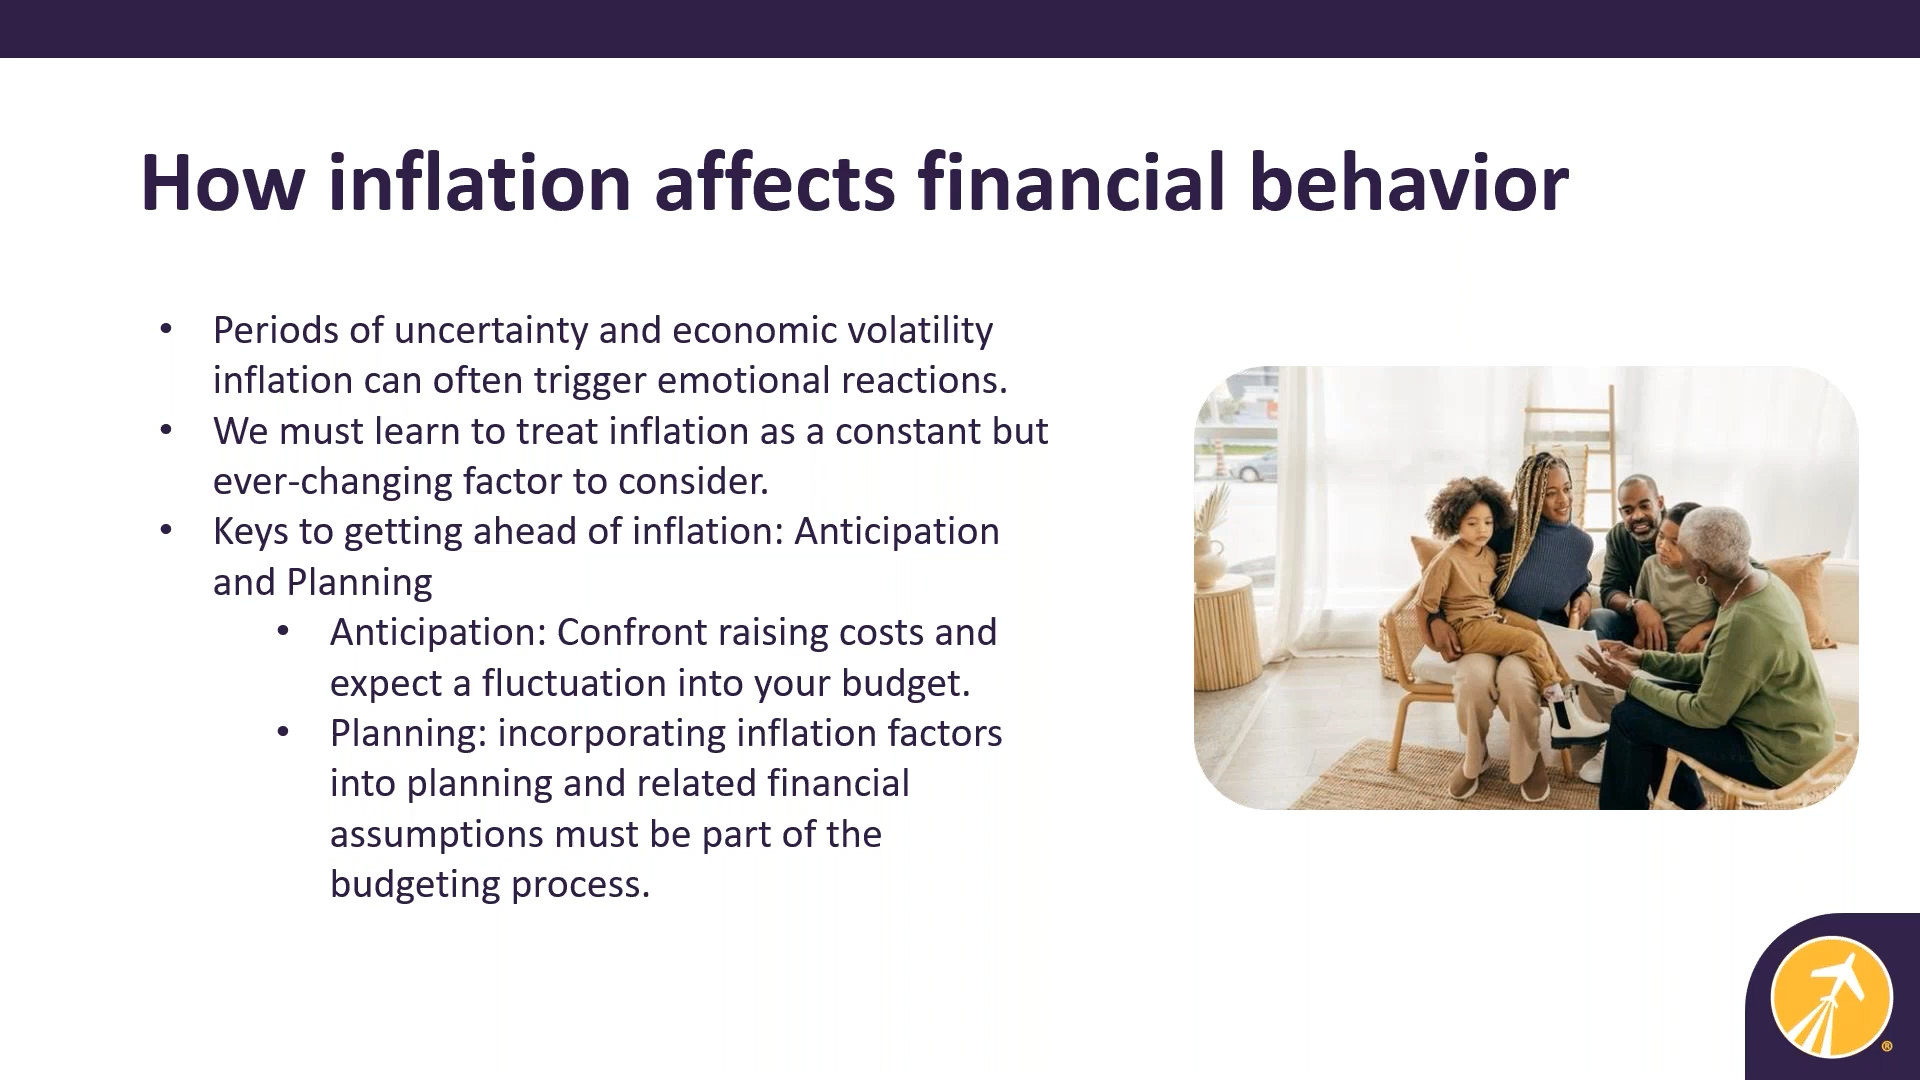 How inflation affects financial behavior
• Periods of uncertainty and economic volatility
inflation can often trigger emotional reactions.
• We must learn to treat inflation as a constant but
ever-changing factor to consider.
• Keys to getting ahead of inflation: Anticipation
and Planning
• Anticipation: Confront raising costs and
expect a fluctuation into your budget.
• Planning: incorporating inflation factors
into planning and related financial
assumptions must be part of the
budgeting process.
®